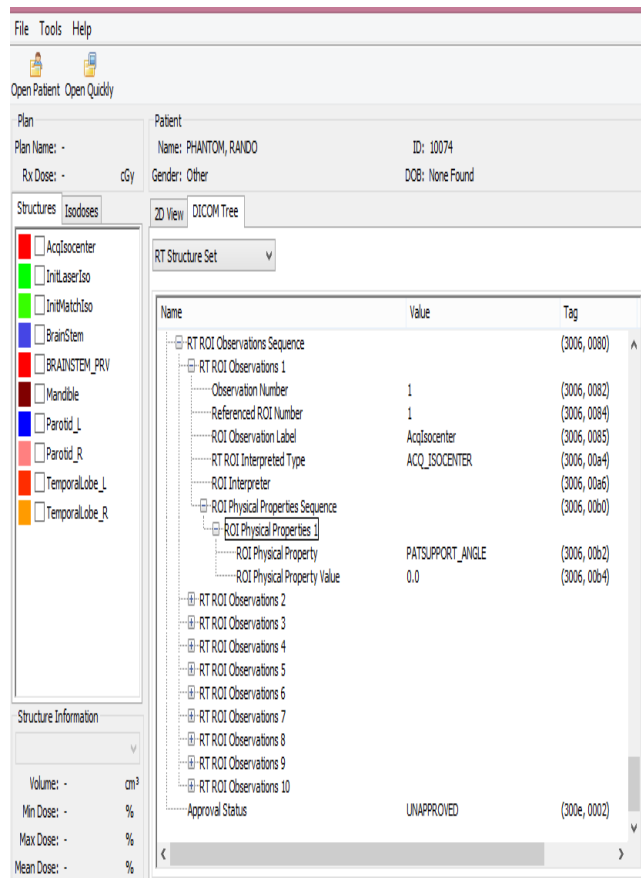 File Tools Help
Open Patient Open Quickly
Plan
Plan Name: -
Rx Dose: - cGy
Patient
Name: PHANTOM, RANDO ID: 10074
Gender: Other DOB: None Found
Structures Isodoses
AcqIsocenter
InitLaserIso
InitMatchIso
BrainStem
BRAINSTEM_PRV
Mandible
Parotid_L
Parotid_R
TemporalLobe_L
TemporalLobe_R
Structure Information
Volume: - cm³
Min Dose: - %
Max Dose: - %
Mean Dose: - %
2D View DICOM Tree
RT Structure Set
Name Value Tag
RT ROI Observations Sequence (3006, 0080)
RT ROI Observations 1
Observation Number 1 (3006, 0082)
Referenced ROI Number 1 (3006, 0084)
ROI Observation Label AcqIsocenter (3006, 0085)
RT ROI Interpreted Type ACQ_ISOCENTER (3006, 00a4)
ROI Interpreter (3006, 00a6)
ROI Physical Properties Sequence (3006, 00b0)
ROI Physical Properties 1
ROI Physical Property PATSUPPORT_ANGLE (3006, 00b2)
ROI Physical Property Value 0.0 (3006, 00b4)
RT ROI Observations 2
RT ROI Observations 3
RT ROI Observations 4
RT ROI Observations 5
RT ROI Observations 6
RT ROI Observations 7
RT ROI Observations 8
RT ROI Observations 9
RT ROI Observations 10
Approval Status UNAPPROVED (300e, 0002)